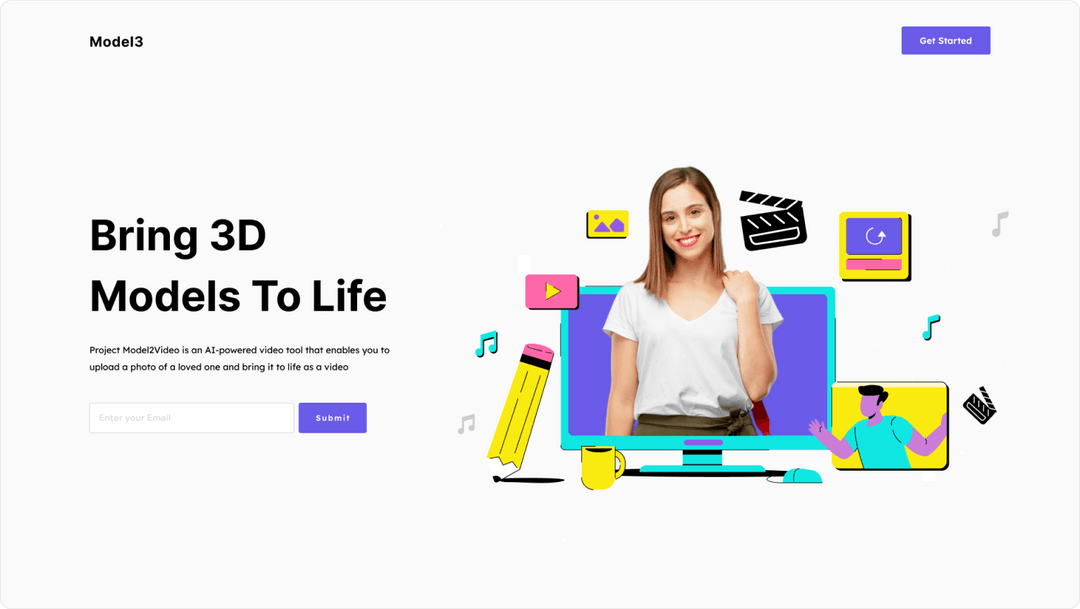 Model3
Get Started
Bring 3D
Models To Life
Project Model2Video is an AI-powered video tool that enables you to
upload a photo of a loved one and bring it to life as a video
Enter your Email
Submit